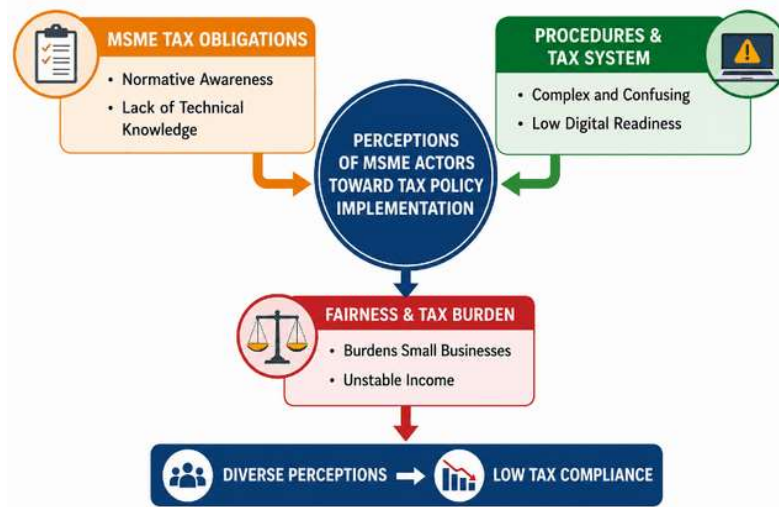 MSME TAX OBLIGATIONS
• Normative Awareness
• Lack of Technical
Knowledge
PROCEDURES &
TAX SYSTEM
• Complex and Confusing
• Low Digital Readiness
PERCEPTIONS
OF MSME ACTORS
TOWARD TAX POLICY
IMPLEMENTATION
FAIRNESS & TAX BURDEN
• Burdens Small Businesses
• Unstable Income
DIVERSE PERCEPTIONS
LOW TAX COMPLIANCE